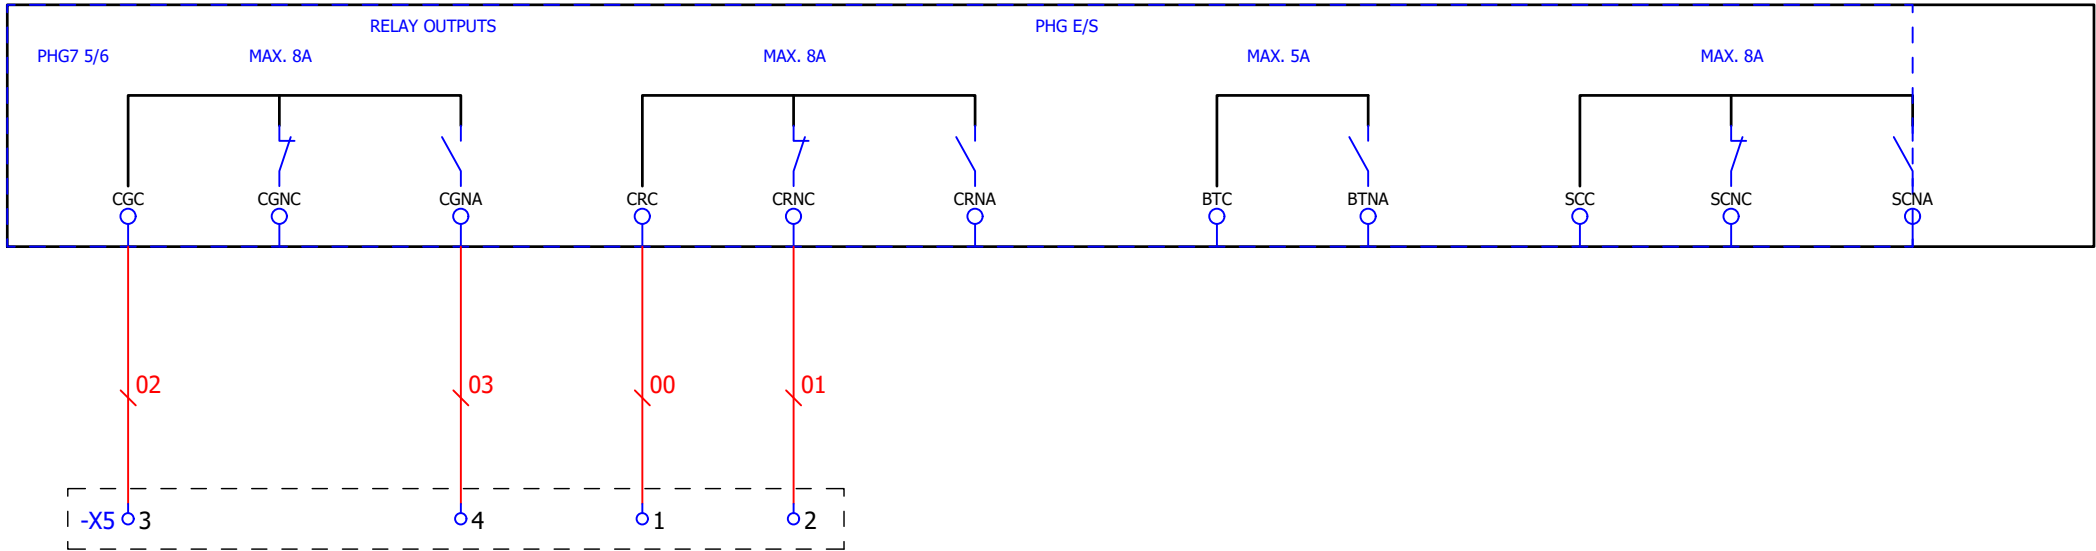 RELAY OUTPUTS PHG E/S
PHG7 5/6 MAX. 8A MAX. 8A MAX. 5A MAX. 8A
CGC CGNC CGNA CRC CRNC CRNA BTC BTNA SCC SCNC SCNA
02 03 00 01
-X5 3 4 1 2